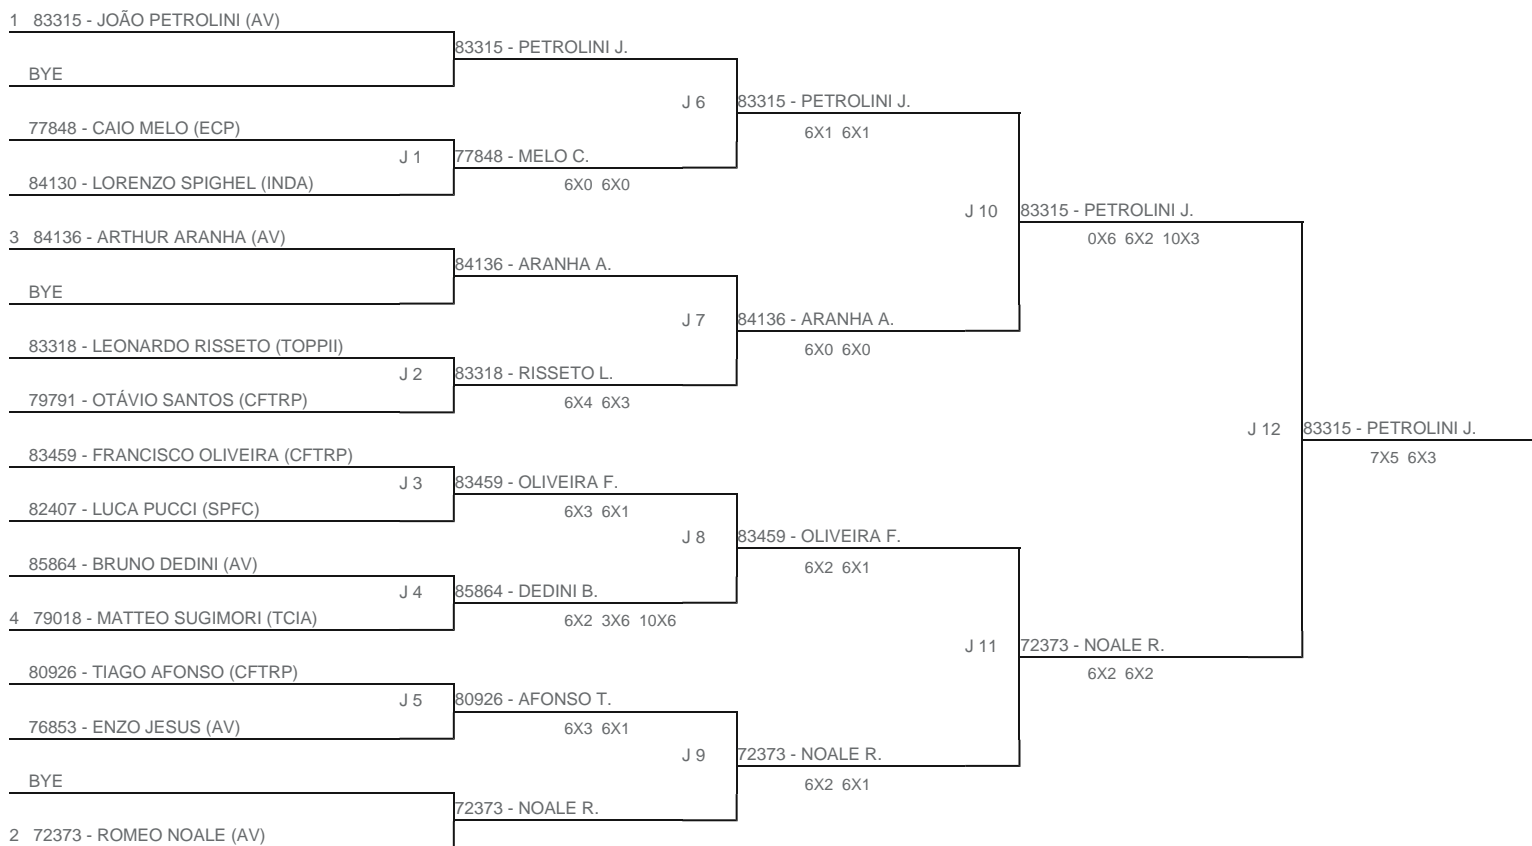 1 83315 - JOÃO PETROLINI (AV)
83315 - PETROLINI J.
BYE
J 6
83315 - PETROLINI J.
6X1 6X1
77848 - CAIO MELO (ECP)
J 1
77848 - MELO C.
6X0 6X0
84130 - LORENZO SPIGHEL (INDA)
J 10
83315 - PETROLINI J.
0X6 6X2 10X3
3 84136 - ARTHUR ARANHA (AV)
84136 - ARANHA A.
BYE
J 7
84136 - ARANHA A.
6X0 6X0
83318 - LEONARDO RISSETO (TOPPII)
J 2
83318 - RISSETO L.
6X4 6X3
79791 - OTÁVIO SANTOS (CFTRP)
J 12
83315 - PETROLINI J.
7X5 6X3
83459 - FRANCISCO OLIVEIRA (CFTRP)
J 3
83459 - OLIVEIRA F.
6X3 6X1
82407 - LUCA PUCCI (SPFC)
J 8
83459 - OLIVEIRA F.
6X2 6X1
85864 - BRUNO DEDINI (AV)
J 4
85864 - DEDINI B.
6X2 3X6 10X6
4 79018 - MATTEO SUGIMORI (TCIA)
J 11
72373 - NOALE R.
6X2 6X2
80926 - TIAGO AFONSO (CFTRP)
J 5
80926 - AFONSO T.
6X3 6X1
76853 - ENZO JESUS (AV)
J 9
72373 - NOALE R.
6X2 6X1
BYE
72373 - NOALE R.
2 72373 - ROMEO NOALE (AV)